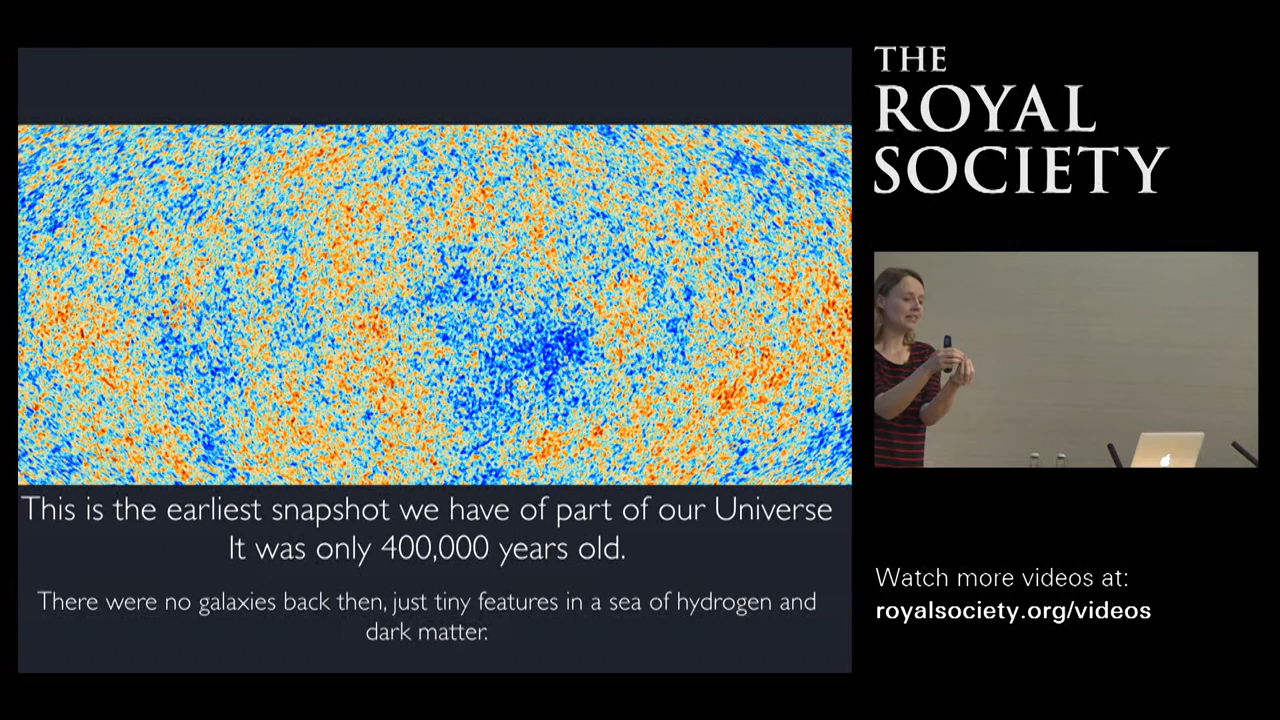 THE
ROYAL
SOCIETY
This is the earliest snapshot we have of part of our Universe
It was only 400,000 years old.
There were no galaxies back then, just tiny features in a sea of hydrogen and
dark matter.
Watch more videos at:
royalsociety.org/videos